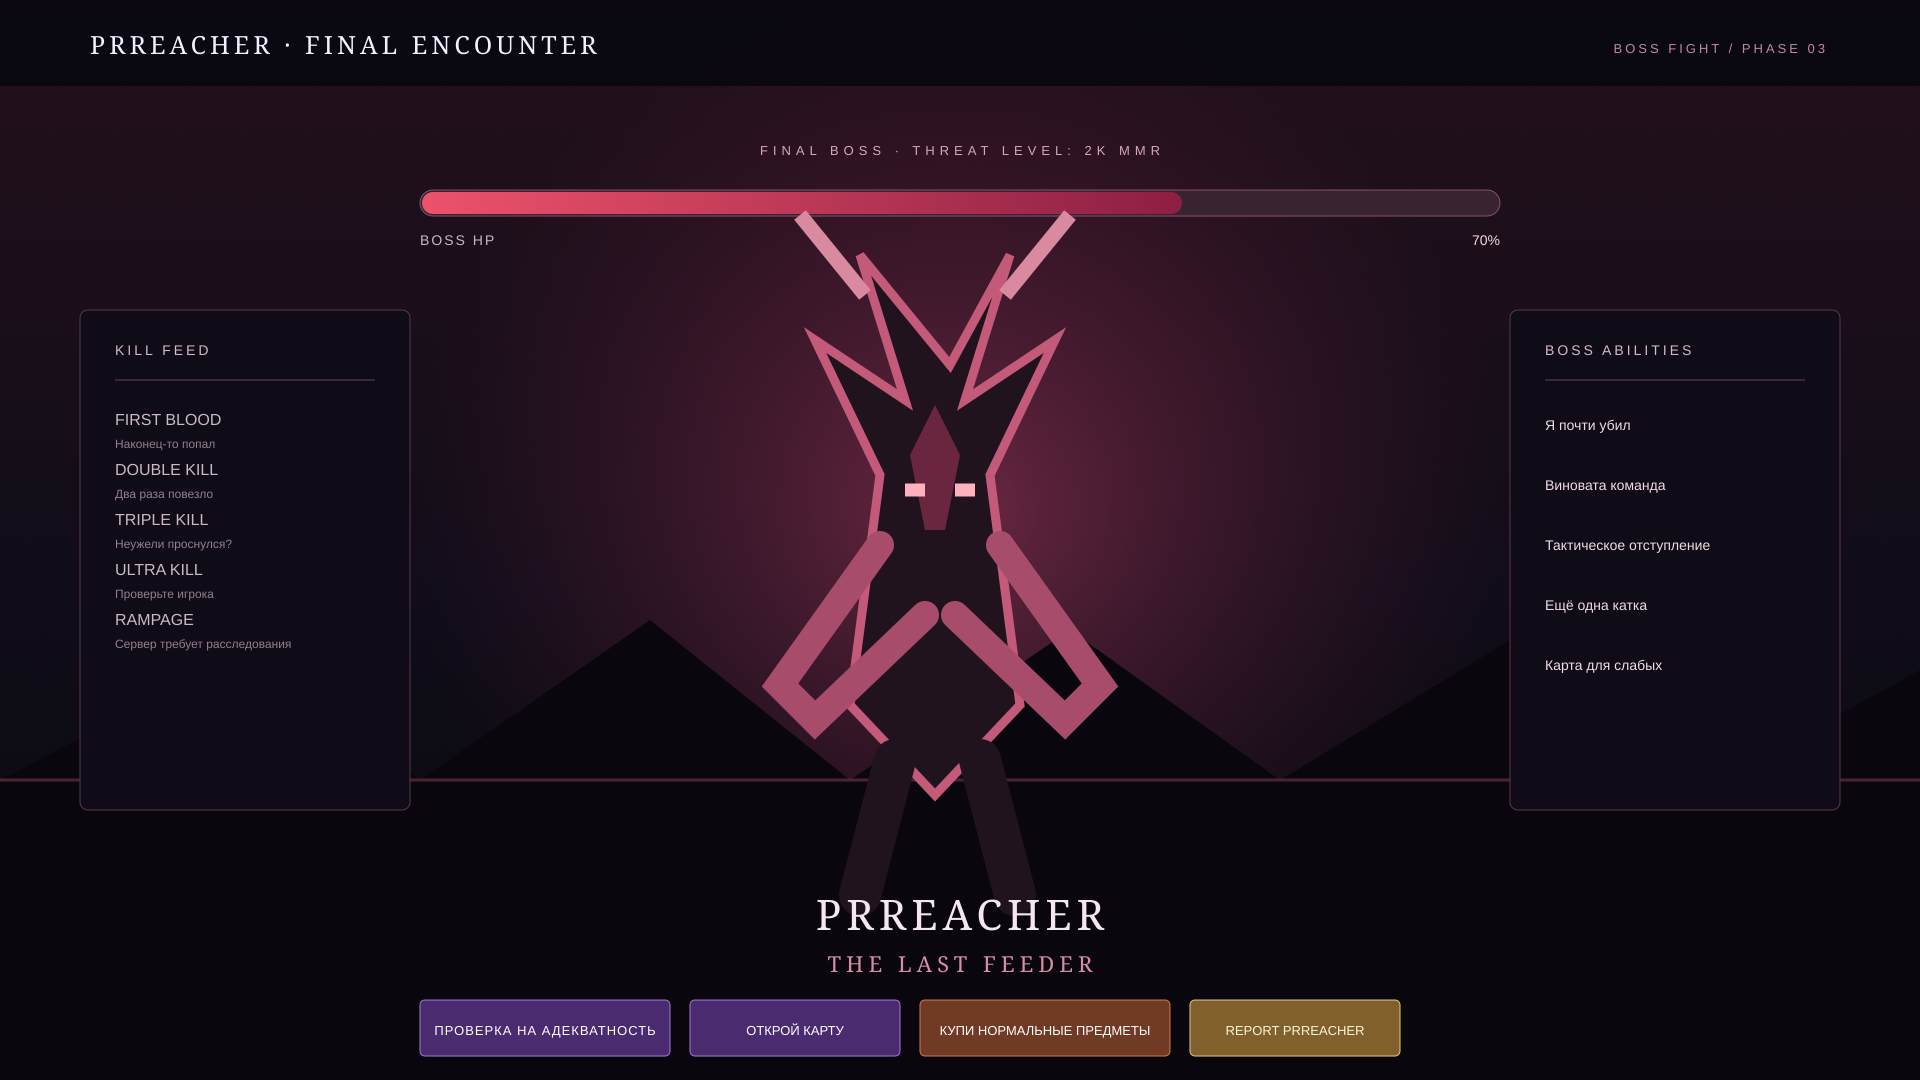 PRREACHER · FINAL ENCOUNTER
BOSS FIGHT / PHASE 03
FINAL BOSS · THREAT LEVEL: 2K MMR
BOSS HP
70%
KILL FEED
FIRST BLOOD
Наконец-то попал
DOUBLE KILL
Два раза повезло
TRIPLE KILL
Неужели проснулся?
ULTRA KILL
Проверьте игрока
RAMPAGE
Сервер требует расследования
BOSS ABILITIES
Я почти убил
Виновата команда
Тактическое отступление
Ещё одна катка
Карта для слабых
PRREACHER
THE LAST FEEDER
ПРОВЕРКА НА АДЕКВАТНОСТЬ
ОТКРОЙ КАРТУ
КУПИ НОРМАЛЬНЫЕ ПРЕДМЕТЫ
REPORT PRREACHER